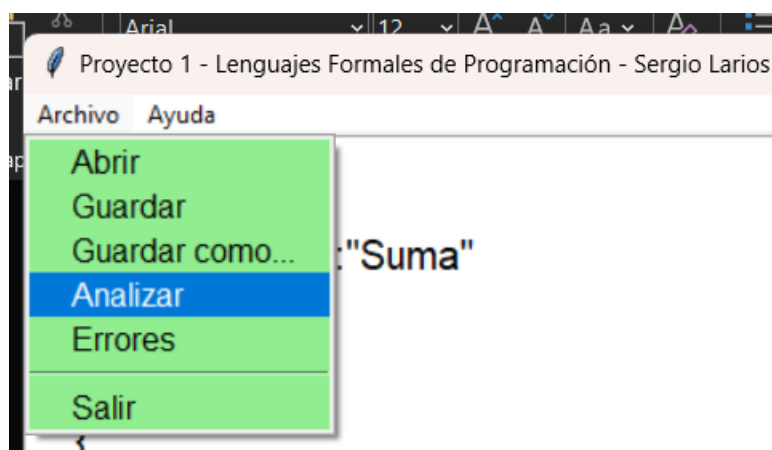 Arial 12 A A Aa A
Proyecto 1 - Lenguajes Formales de Programación - Sergio Larios
Archivo Ayuda
Abrir
Guardar
Guardar como...
:"Suma"
Analizar
Errores
Salir
{